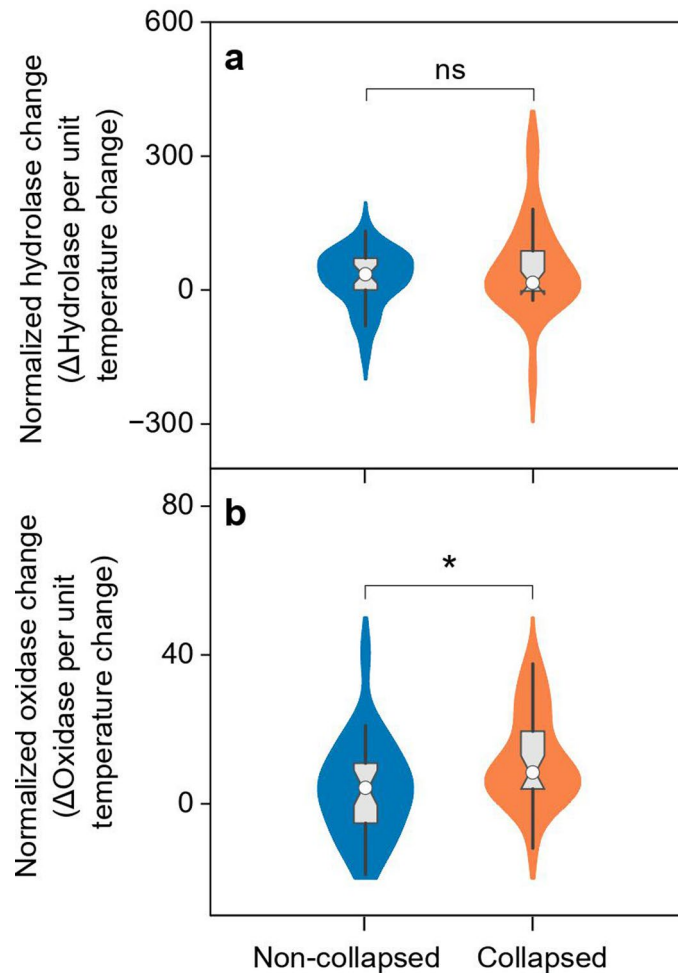 600
a
ns
300
0
−300
Normalized hydrolase change
(ΔHydrolase per unit
temperature change)
b
80
*
40
0
Normalized oxidase change
(ΔOxidase per unit
temperature change)
Non-collapsed
Collapsed